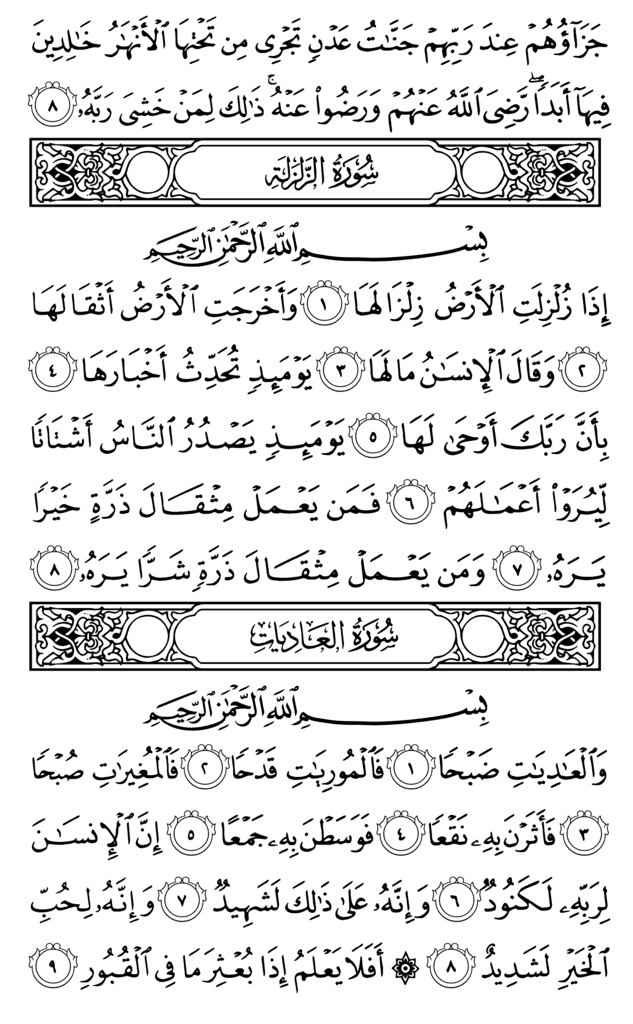 جَزَآؤُهُمْ عِندَ رَبِّهِمْ جَنَّٰتُ عَدْنٍ تَجْرِى مِن تَحْتِهَا ٱلْأَنْهَٰرُ خَٰلِدِينَ
فِيهَآ أَبَدًا ۖ رَّضِىَ ٱللَّهُ عَنْهُمْ وَرَضُوا۟ عَنْهُ ۚ ذَٰلِكَ لِمَنْ خَشِىَ رَبَّهُۥ ٨
سُورَةُ الزَّلْزَلَةِ
بِسْمِ ٱللَّهِ ٱلرَّحْمَٰنِ ٱلرَّحِيمِ
إِذَا زُلْزِلَتِ ٱلْأَرْضُ زِلْزَالَهَا ١ وَأَخْرَجَتِ ٱلْأَرْضُ أَثْقَالَهَا
٢ وَقَالَ ٱلْإِنسَٰنُ مَا لَهَا ٣ يَوْمَئِذٍ تُحَدِّثُ أَخْبَارَهَا ٤
بِأَنَّ رَبَّكَ أَوْحَىٰ لَهَا ٥ يَوْمَئِذٍ يَصْدُرُ ٱلنَّاسُ أَشْتَاتًا
لِّيُرَوْا۟ أَعْمَٰلَهُمْ ٦ فَمَن يَعْمَلْ مِثْقَالَ ذَرَّةٍ خَيْرًا
يَرَهُۥ ٧ وَمَن يَعْمَلْ مِثْقَالَ ذَرَّةٍ شَرًّا يَرَهُۥ ٨
سُورَةُ العَادِيَاتِ
بِسْمِ ٱللَّهِ ٱلرَّحْمَٰنِ ٱلرَّحِيمِ
وَٱلْعَٰدِيَٰتِ ضَبْحًا ١ فَٱلْمُورِيَٰتِ قَدْحًا ٢ فَٱلْمُغِيرَٰتِ صُبْحًا
٣ فَأَثَرْنَ بِهِۦ نَقْعًا ٤ فَوَسَطْنَ بِهِۦ جَمْعًا ٥ إِنَّ ٱلْإِنسَٰنَ
لِرَبِّهِۦ لَكَنُودٌ ٦ وَإِنَّهُۥ عَلَىٰ ذَٰلِكَ لَشَهِيدٌ ٧ وَإِنَّهُۥ لِحُبِّ
ٱلْخَيْرِ لَشَدِيدٌ ٨ ۞ أَفَلَا يَعْلَمُ إِذَا بُعْثِرَ مَا فِى ٱلْقُبُورِ ٩